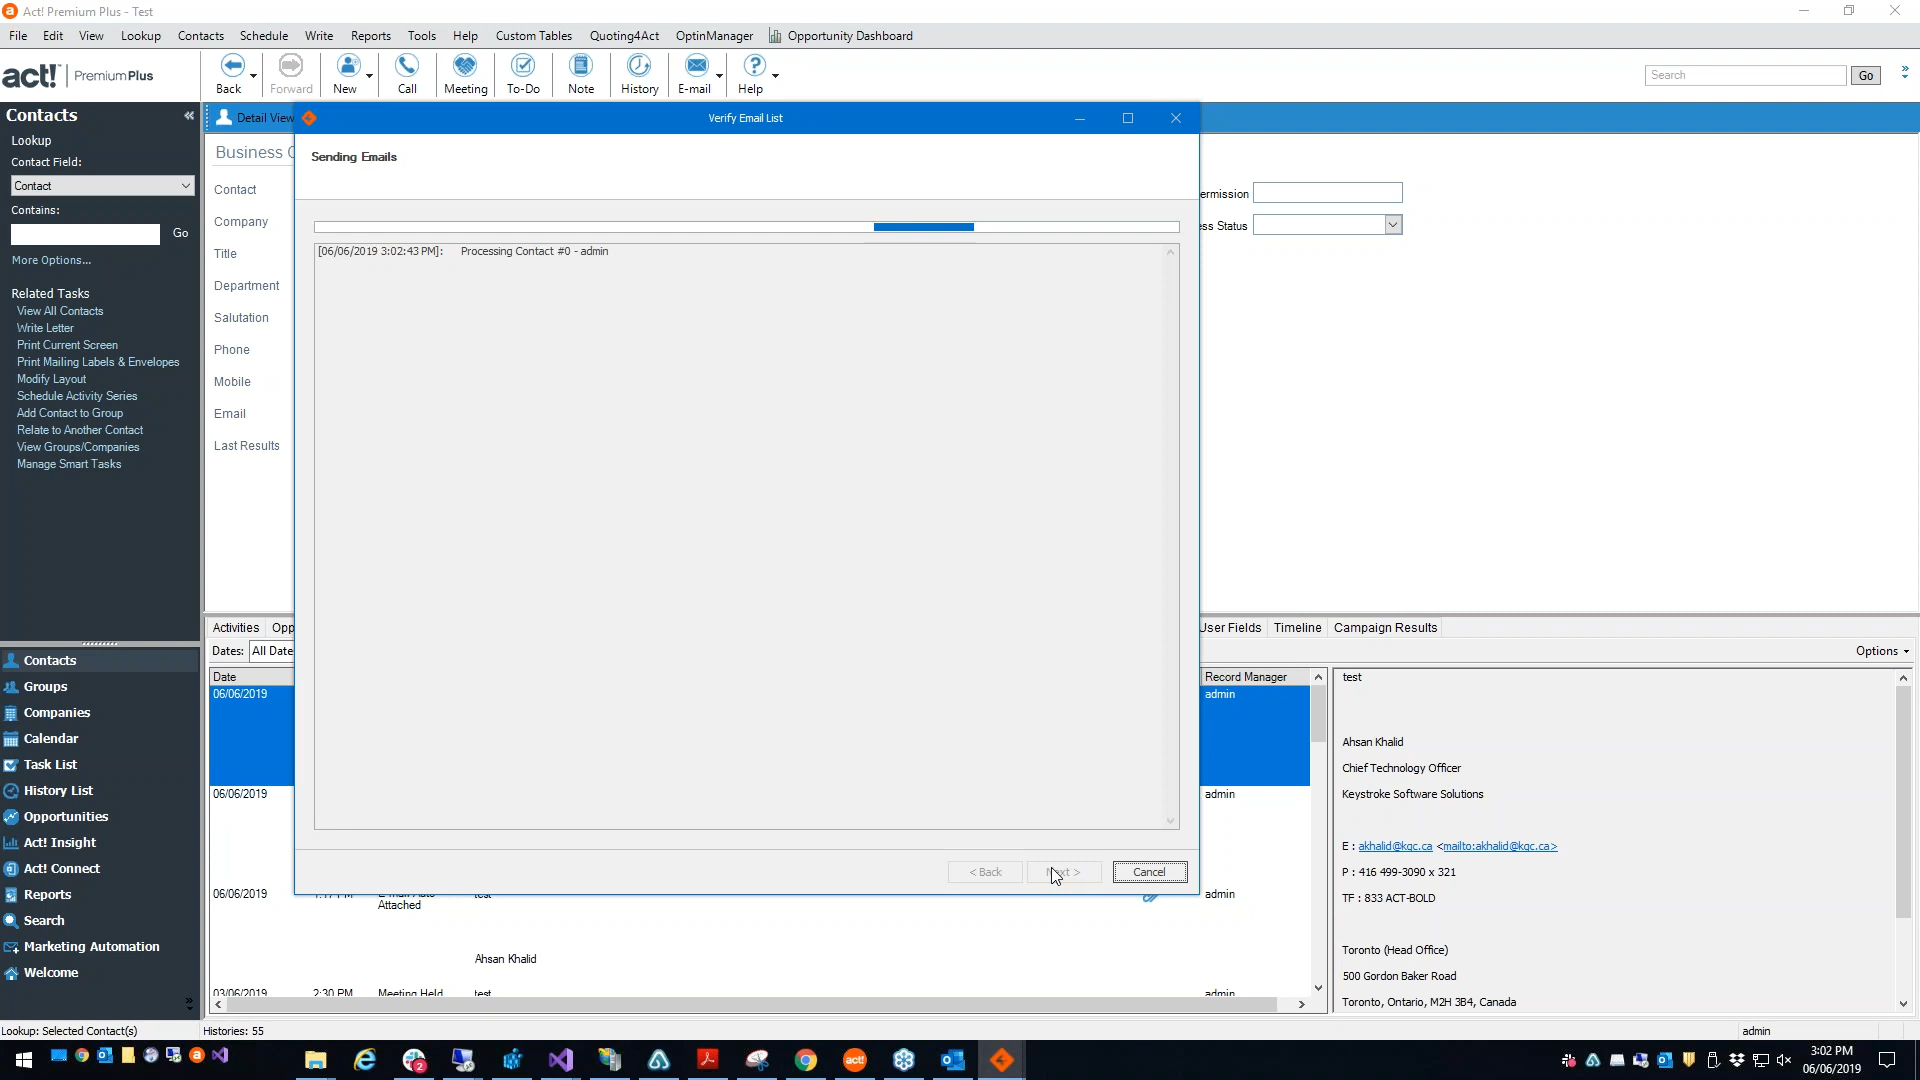 Act! Premium Plus - Test
File Edit View Lookup Contacts Schedule Write Reports Tools Help Custom Tables Quoting4Act OptinManager Opportunity Dashboard
act! Premium Plus
Back Forward New Call Meeting To-Do Note History E-mail Help
Search Go
Contacts
Lookup
Contact Field:
Contact
Contains:
Go
More Options...
Related Tasks
View All Contacts
Write Letter
Print Current Screen
Print Mailing Labels & Envelopes
Modify Layout
Schedule Activity Series
Add Contact to Group
Relate to Another Contact
View Groups/Companies
Manage Smart Tasks
Contacts
Groups
Companies
Calendar
Task List
History List
Opportunities
Act! Insight
Act! Connect
Reports
Search
Marketing Automation
Welcome
Detail View
Business C
Contact
Company
Title
Department
Salutation
Phone
Mobile
Email
Last Results
Verify Email List
Sending Emails
[06/06/2019 3:02:43 PM]: Processing Contact #0 - admin
< Back
Next >
Cancel
ermission
ess Status
Activities Opp User Fields Timeline Campaign Results
Dates: All Date Options
Date Record Manager
06/06/2019 admin
06/06/2019 admin
06/06/2019 1:17 PM E-mail Auto Attached test admin
Ahsan Khalid
03/06/2019 2:30 PM Meeting Held test admin
test
Ahsan Khalid
Chief Technology Officer
Keystroke Software Solutions
E : akhalid@kqc.ca <mailto:akhalid@kqc.ca>
P : 416 499-3090 x 321
TF : 833 ACT-BOLD
Toronto (Head Office)
500 Gordon Baker Road
Toronto, Ontario, M2H 3B4, Canada
Lookup: Selected Contact(s) Histories: 55 admin
3:02 PM
06/06/2019